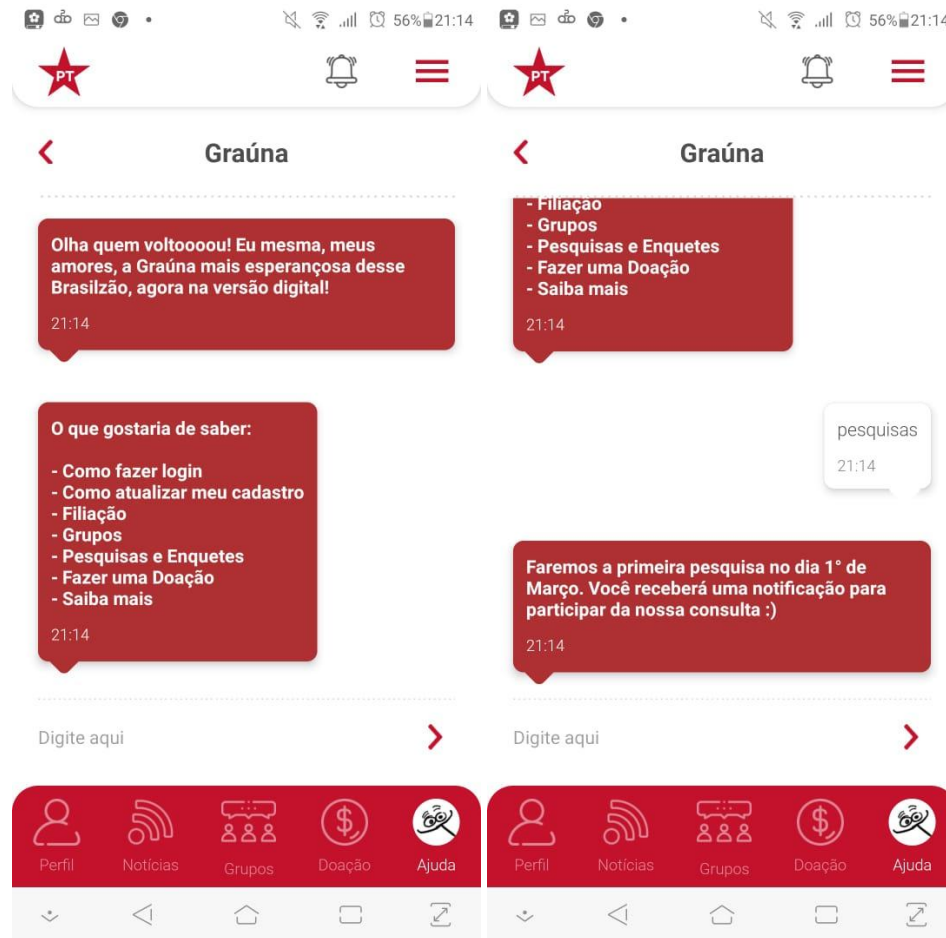 56% 21:14
PT
Graúna
Olha quem voltoooou! Eu mesma, meus
amores, a Graúna mais esperançosa desse
Brasilzão, agora na versão digital!
21:14
O que gostaria de saber:
- Como fazer login
- Como atualizar meu cadastro
- Filiação
- Grupos
- Pesquisas e Enquetes
- Fazer uma Doação
- Saiba mais
21:14
Digite aqui
Perfil
Notícias
Grupos
Doação
Ajuda
56% 21:14
PT
Graúna
- Filiação
- Grupos
- Pesquisas e Enquetes
- Fazer uma Doação
- Saiba mais
21:14
pesquisas
21:14
Faremos a primeira pesquisa no dia 1° de
Março. Você receberá uma notificação para
participar da nossa consulta :)
21:14
Digite aqui
Perfil
Notícias
Grupos
Doação
Ajuda